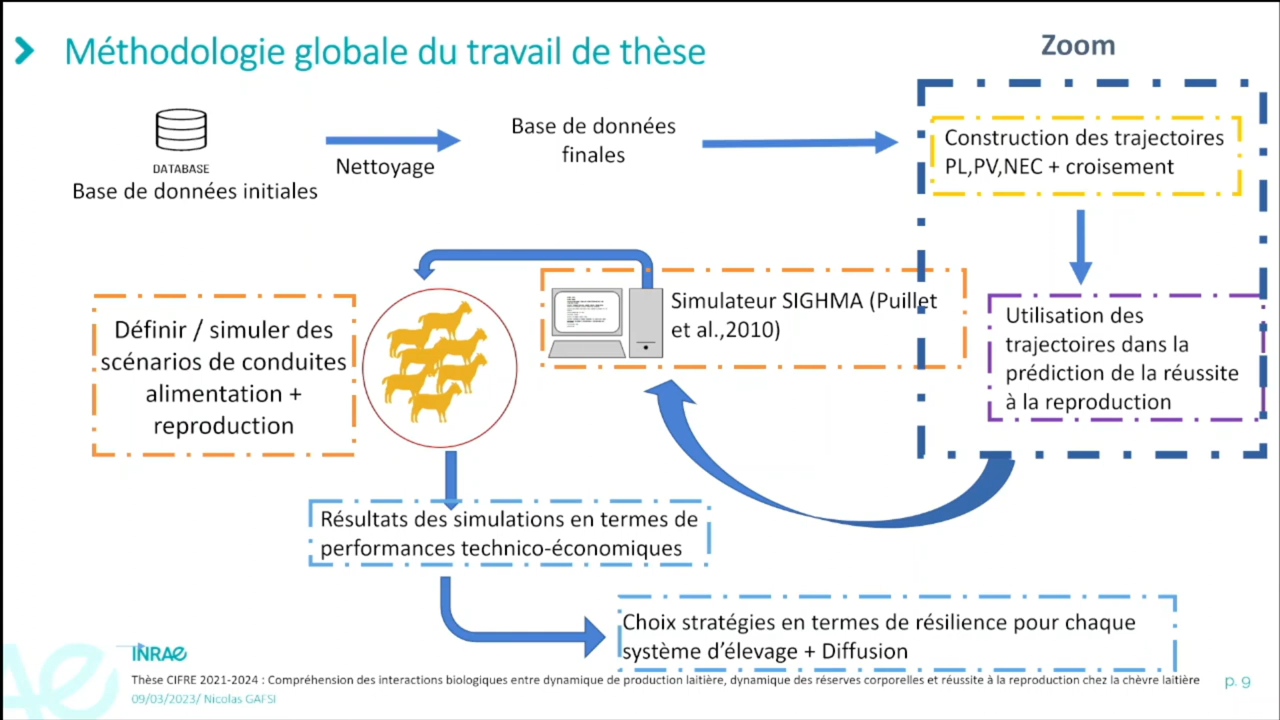 Méthodologie globale du travail de thèse
Zoom
DATABASE
Base de données initiales
Nettoyage
Base de données
finales
Construction des trajectoires
PL,PV,NEC + croisement
Utilisation des
trajectoires dans la
prédiction de la réussite
à la reproduction
Simulateur SIGHMA (Puillet
et al.,2010)
Définir / simuler des
scénarios de conduites
alimentation +
reproduction
Résultats des simulations en termes de
performances technico-économiques
Choix stratégies en termes de résilience pour chaque
système d'élevage + Diffusion
INRAE
Thèse CIFRE 2021-2024 : Compréhension des interactions biologiques entre dynamique de production laitière, dynamique des réserves corporelles et réussite à la reproduction chez la chèvre laitière
09/03/2023/ Nicolas GAFSI
p. 9